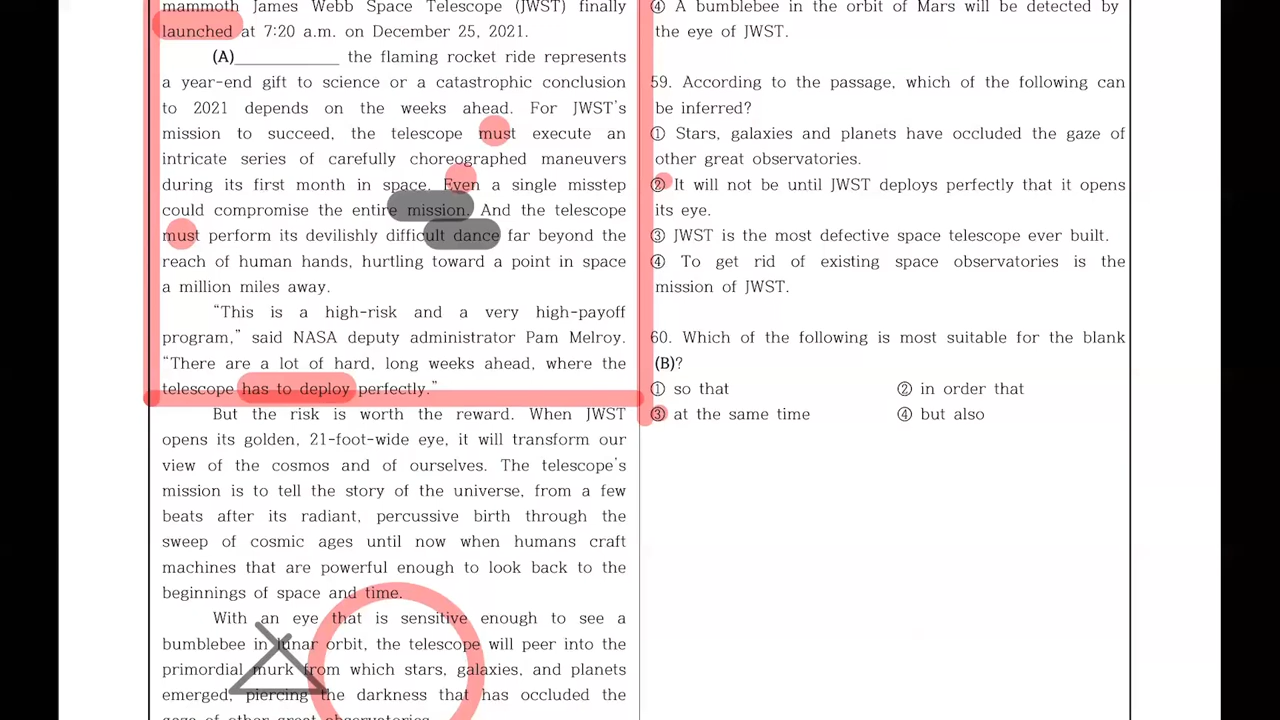 mammoth James Webb Space Telescope (JWST) finally
launched at 7:20 a.m. on December 25, 2021.
(A)____________ the flaming rocket ride represents
a year-end gift to science or a catastrophic conclusion
to 2021 depends on the weeks ahead. For JWST's
mission to succeed, the telescope must execute an
intricate series of carefully choreographed maneuvers
during its first month in space. Even a single misstep
could compromise the entire mission. And the telescope
must perform its devilishly difficult dance far beyond the
reach of human hands, hurtling toward a point in space
a million miles away.
“This is a high-risk and a very high-payoff
program,” said NASA deputy administrator Pam Melroy.
“There are a lot of hard, long weeks ahead, where the
telescope has to deploy perfectly.”
But the risk is worth the reward. When JWST
opens its golden, 21-foot-wide eye, it will transform our
view of the cosmos and of ourselves. The telescope's
mission is to tell the story of the universe, from a few
beats after its radiant, percussive birth through the
sweep of cosmic ages until now when humans craft
machines that are powerful enough to look back to the
beginnings of space and time.
With an eye that is sensitive enough to see a
bumblebee in lunar orbit, the telescope will peer into the
primordial murk from which stars, galaxies, and planets
emerged, piercing the darkness that has occluded the
gaze of other great observatories.
④ A bumblebee in the orbit of Mars will be detected by
the eye of JWST.
59. According to the passage, which of the following can
be inferred?
① Stars, galaxies and planets have occluded the gaze of
other great observatories.
② It will not be until JWST deploys perfectly that it opens
its eye.
③ JWST is the most defective space telescope ever built.
④ To get rid of existing space observatories is the
mission of JWST.
60. Which of the following is most suitable for the blank
(B)?
① so that ② in order that
③ at the same time ④ but also